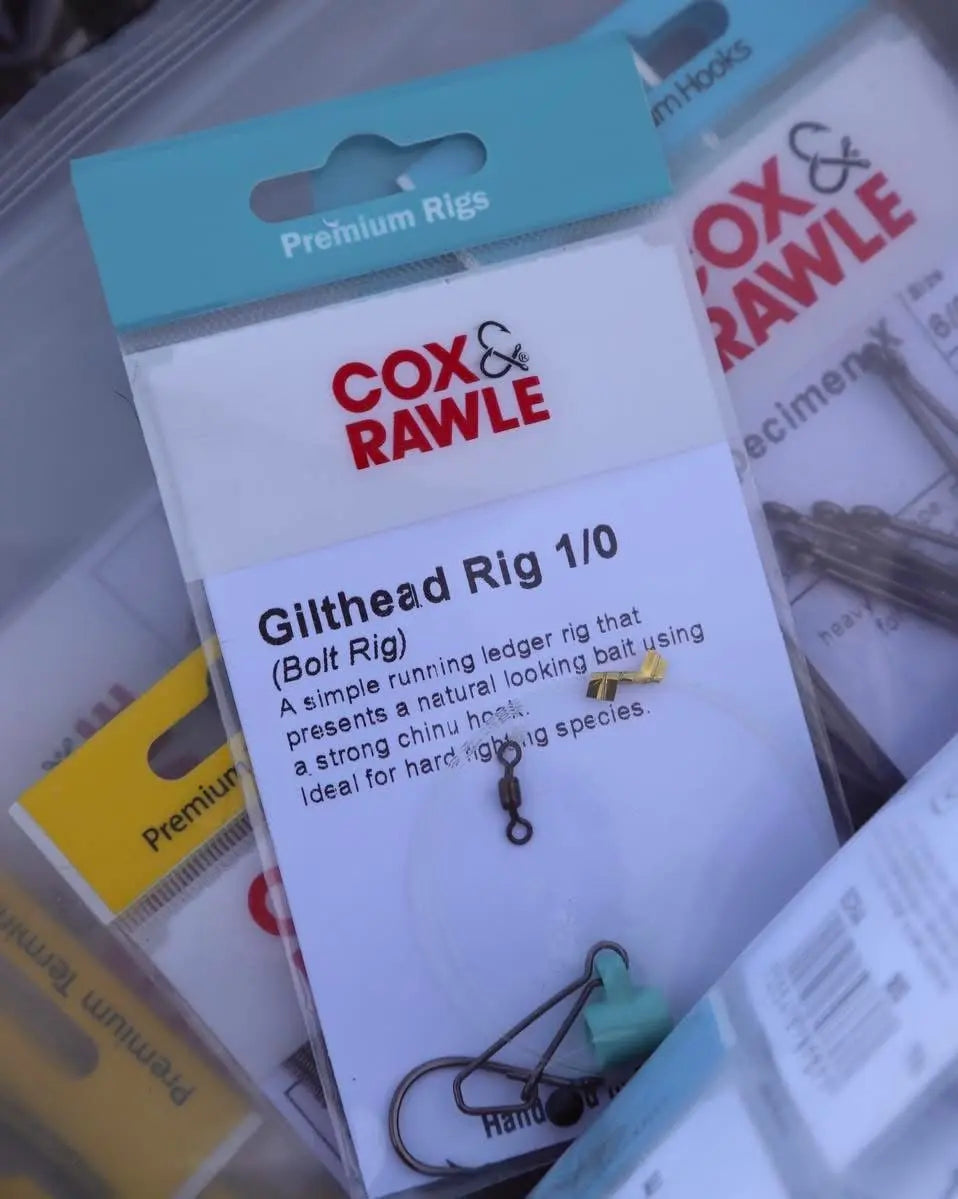 Premium Rigs
COX &
RAWLE
Gilthead Rig 1/0
(Bolt Rig)
A simple running ledger rig that
presents a natural looking bait using
a strong chinu hook.
Ideal for hard fighting species.
COX &
RAWLE
Premium
Premium